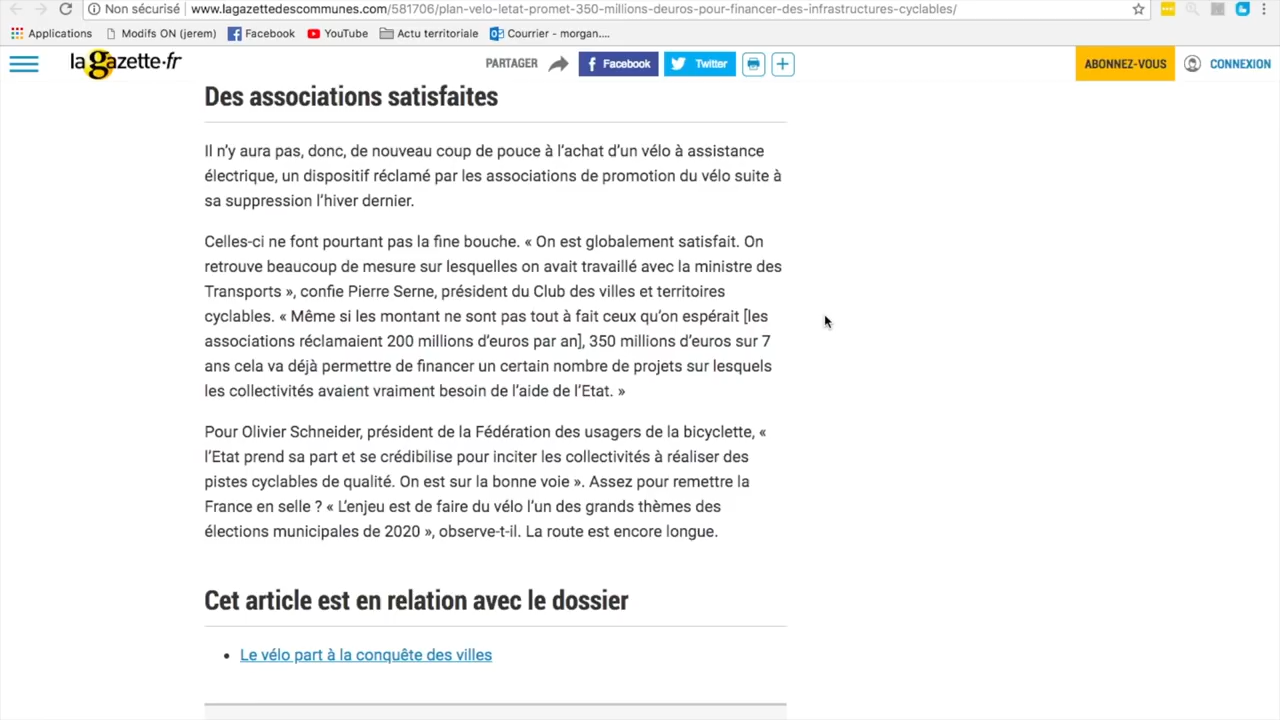 Non sécurisé | www.lagazettedescommunes.com/581706/plan-velo-letat-promet-350-millions-deuros-pour-financer-des-infrastructures-cyclables/
Applications Modifs ON (jerem) Facebook YouTube Actu territoriale Courrier - morgan....
la gazette.fr PARTAGER Facebook Twitter ABONNEZ-VOUS CONNEXION
Des associations satisfaites
Il n’y aura pas, donc, de nouveau coup de pouce à l’achat d’un vélo à assistance
électrique, un dispositif réclamé par les associations de promotion du vélo suite à
sa suppression l’hiver dernier.
Celles-ci ne font pourtant pas la fine bouche. « On est globalement satisfait. On
retrouve beaucoup de mesure sur lesquelles on avait travaillé avec la ministre des
Transports », confie Pierre Serne, président du Club des villes et territoires
cyclables. « Même si les montant ne sont pas tout à fait ceux qu’on espérait [les
associations réclamaient 200 millions d’euros par an], 350 millions d’euros sur 7
ans cela va déjà permettre de financer un certain nombre de projets sur lesquels
les collectivités avaient vraiment besoin de l’aide de l’Etat. »
Pour Olivier Schneider, président de la Fédération des usagers de la bicyclette, «
l’Etat prend sa part et se crédibilise pour inciter les collectivités à réaliser des
pistes cyclables de qualité. On est sur la bonne voie ». Assez pour remettre la
France en selle ? « L’enjeu est de faire du vélo l’un des grands thèmes des
élections municipales de 2020 », observe-t-il. La route est encore longue.
Cet article est en relation avec le dossier
• Le vélo part à la conquête des villes